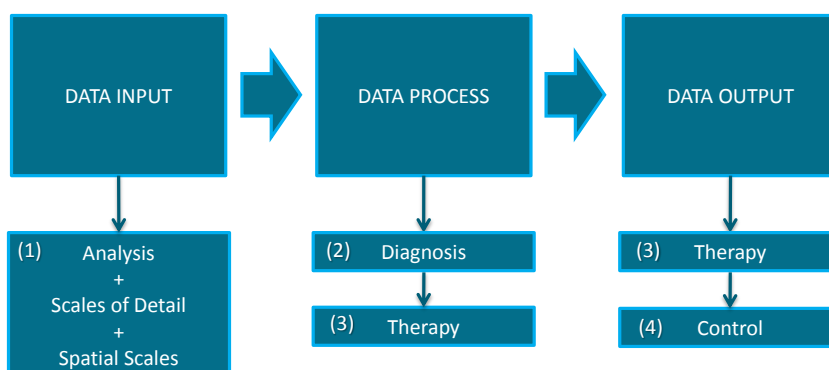 DATA INPUT
DATA PROCESS
DATA OUTPUT
(1) Analysis
+
Scales of Detail
+
Spatial Scales
(2) Diagnosis
(3) Therapy
(3) Therapy
(4) Control